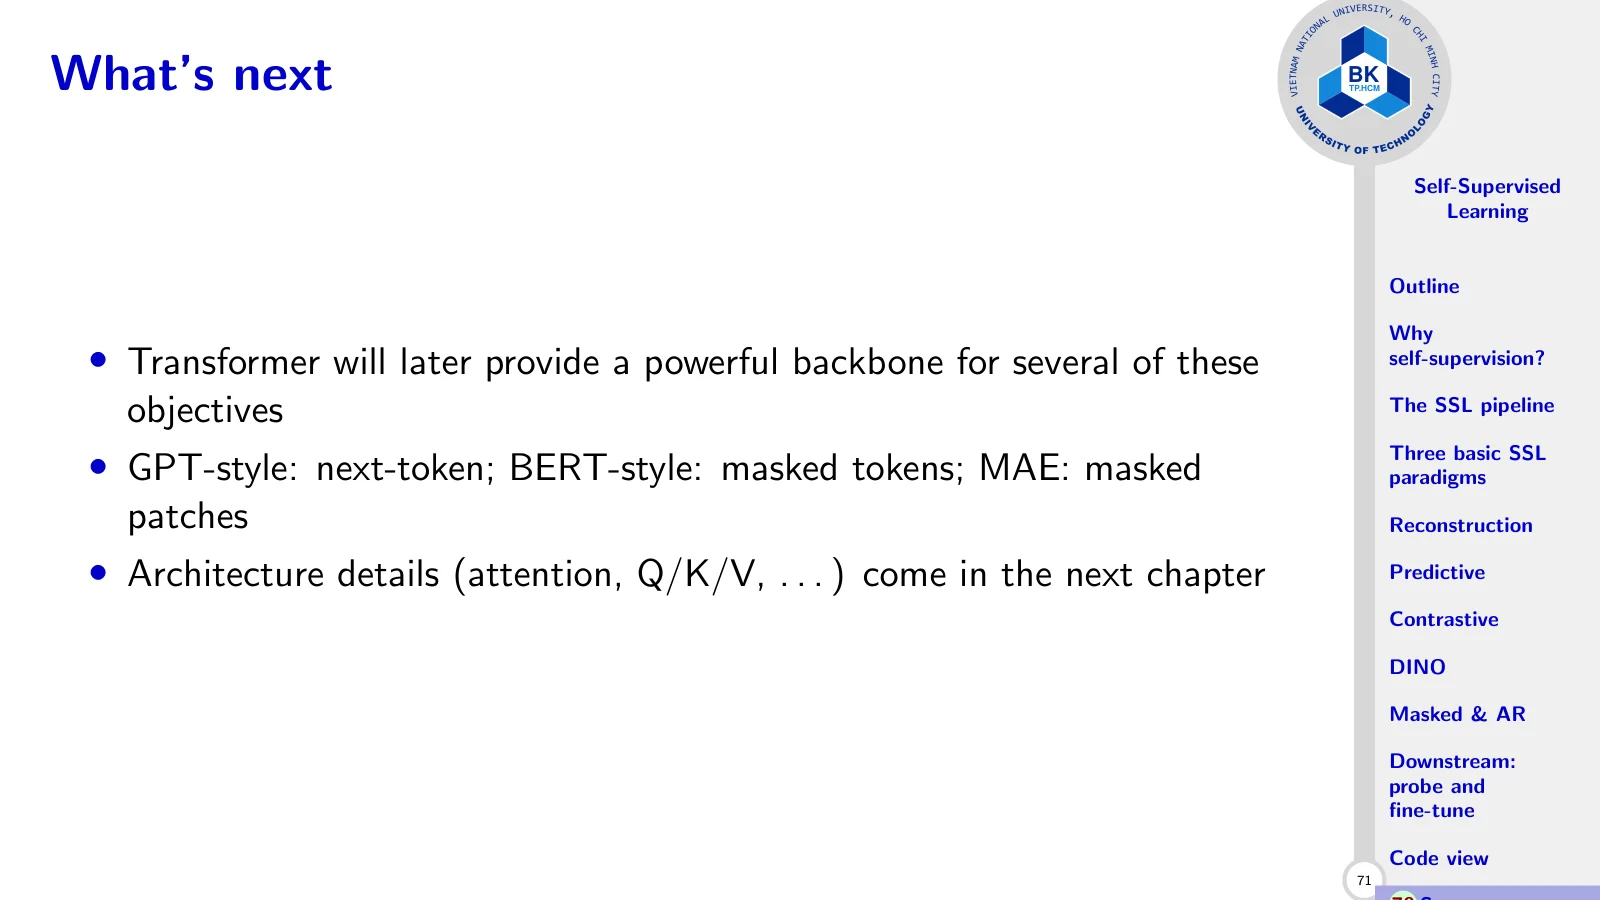 What's next
• Transformer will later provide a powerful backbone for several of these
objectives
• GPT-style: next-token; BERT-style: masked tokens; MAE: masked
patches
• Architecture details (attention, Q/K/V, . . . ) come in the next chapter
VIETNAM NATIONAL UNIVERSITY, HO CHI MINH CITY
BK
TP.HCM
UNIVERSITY OF TECHNOLOGY
Self-Supervised
Learning
Outline
Why
self-supervision?
The SSL pipeline
Three basic SSL
paradigms
Reconstruction
Predictive
Contrastive
DINO
Masked & AR
Downstream:
probe and
fine-tune
Code view
71